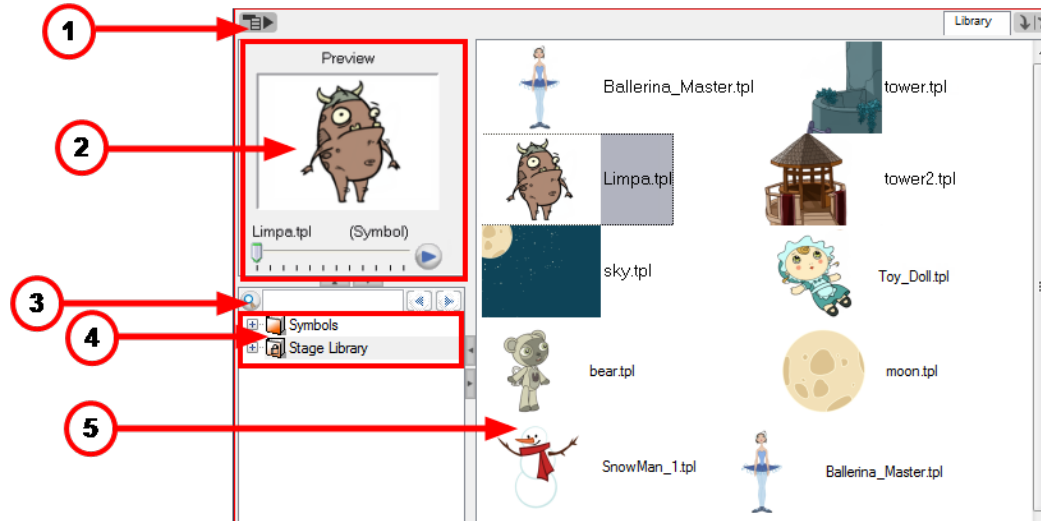 1
Library
Preview
2
Limpa.tpl (Symbol)
3
4
Symbols
Stage Library
5
Ballerina_Master.tpl
tower.tpl
Limpa.tpl
tower2.tpl
sky.tpl
Toy_Doll.tpl
bear.tpl
moon.tpl
SnowMan_1.tpl
Ballerina_Master.tpl